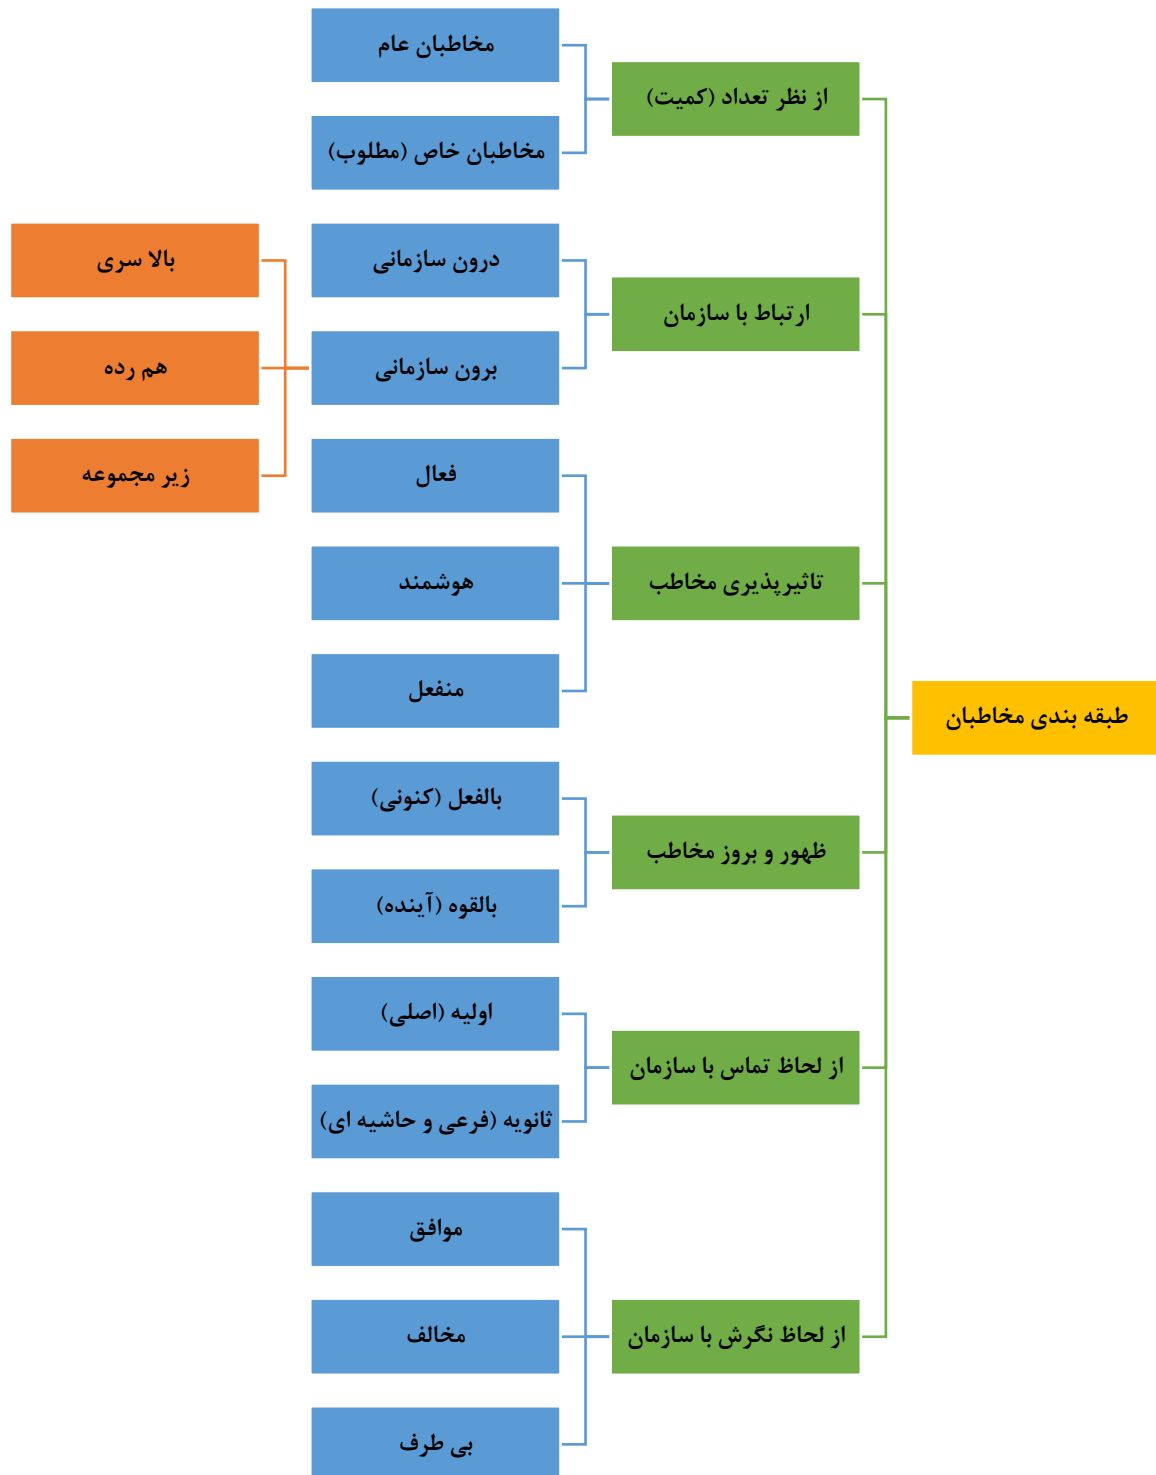 طبقه بندی مخاطبان
از نظر تعداد (کمیت)
مخاطبان عام
مخاطبان خاص (مطلوب)
ارتباط با سازمان
درون سازمانی
برون سازمانی
بالا سری
هم رده
زیر مجموعه
تاثیرپذیری مخاطب
فعال
هوشمند
منفعل
ظهور و بروز مخاطب
بالفعل (کنونی)
بالقوه (آینده)
از لحاظ تماس با سازمان
اولیه (اصلی)
ثانویه (فرعی و حاشیه ای)
از لحاظ نگرش با سازمان
موافق
مخالف
بی طرف